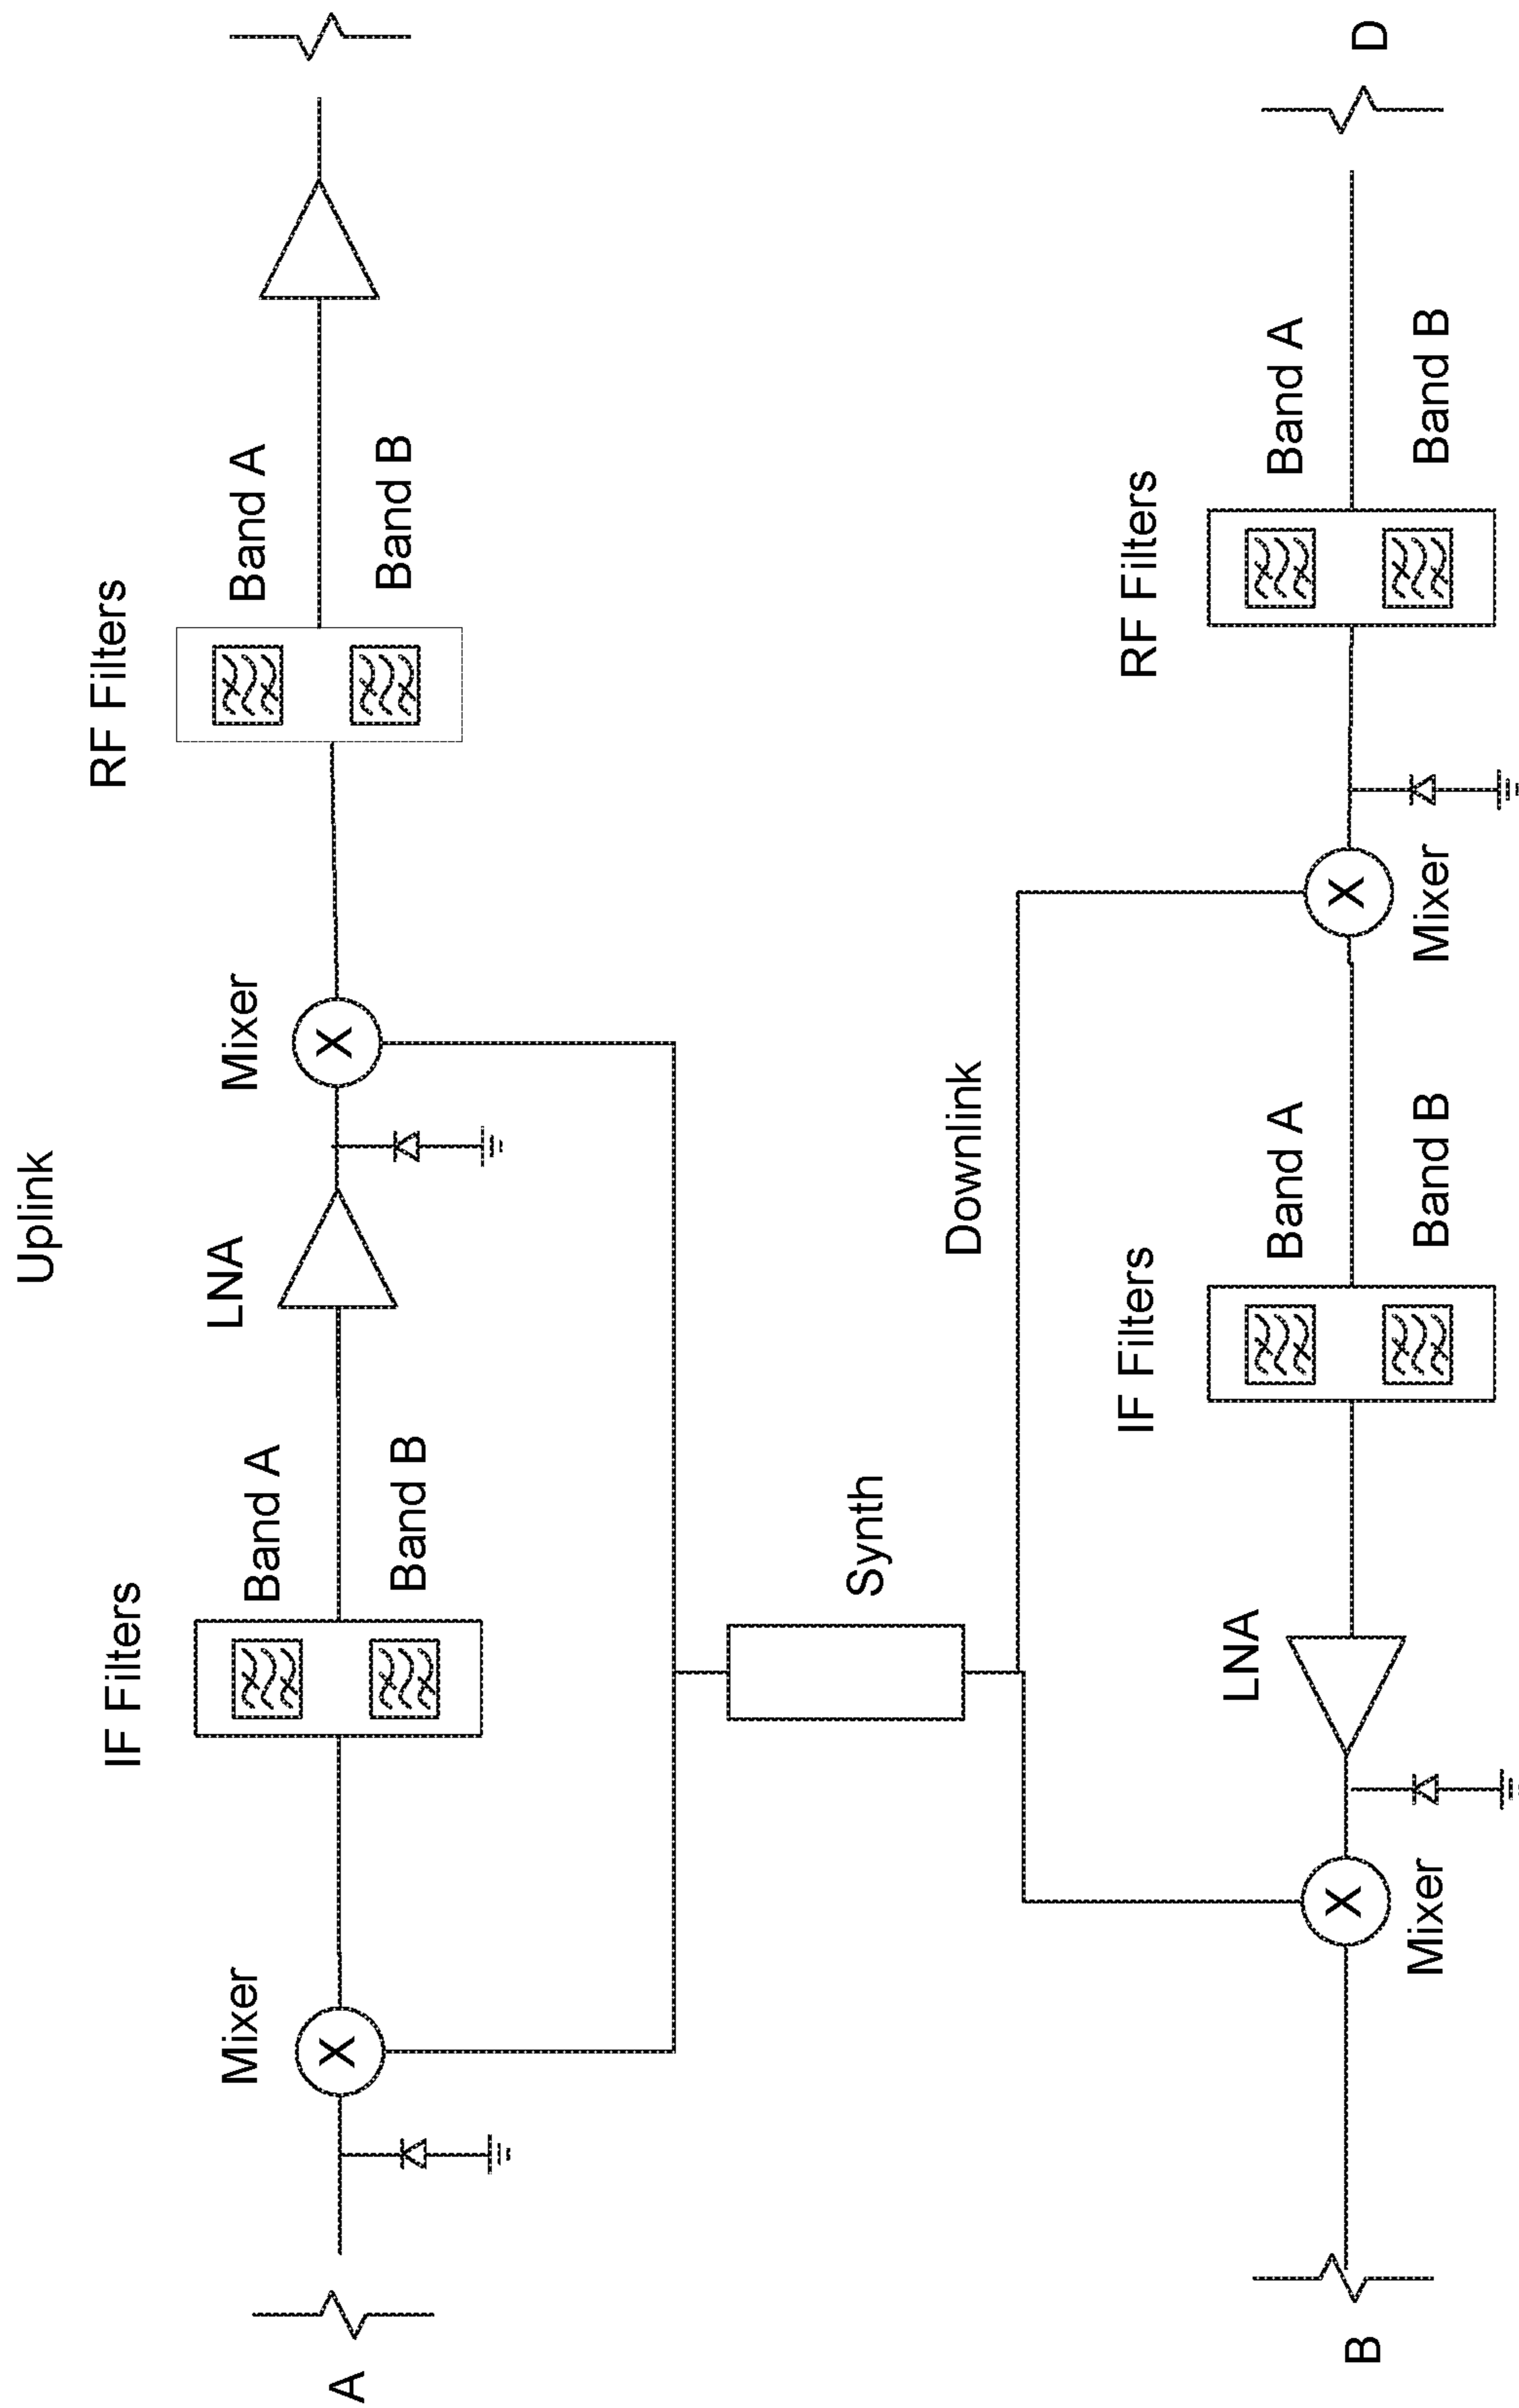 Uplink
IF Filters
RF Filters
Mixer
Band A
LNA
Mixer
Band A
A
X
X
Band B
Band B
Synth
Downlink
IF Filters
RF Filters
LNA
Band A
Band A
B
X
X
D
Mixer
Band B
Mixer
Band B